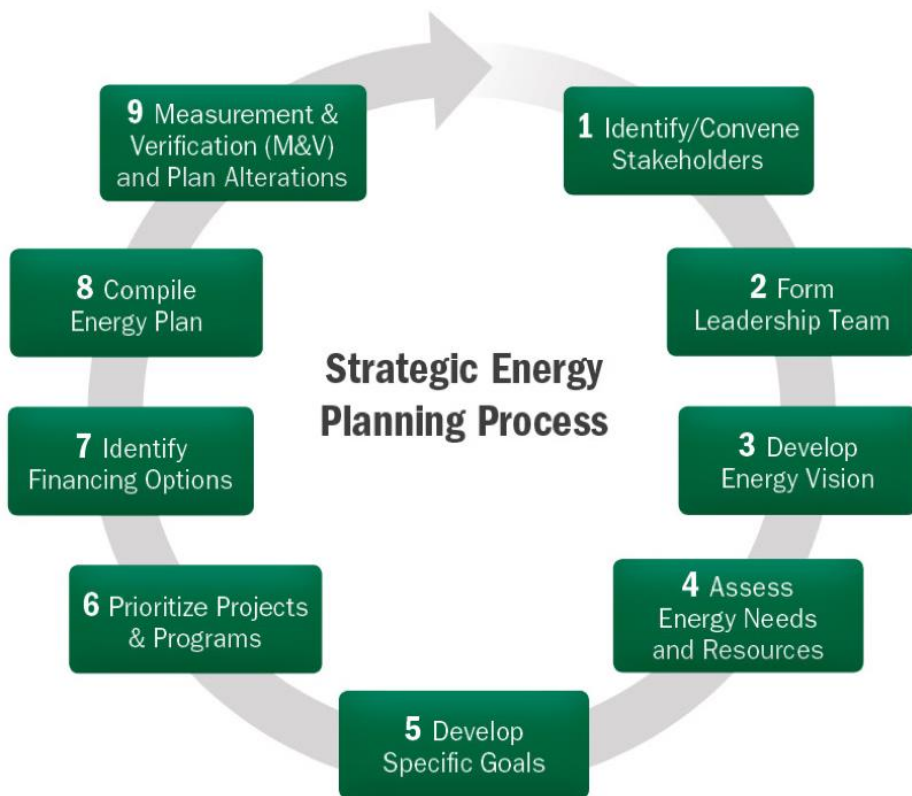 Strategic Energy
Planning Process
1 Identify/Convene
Stakeholders
2 Form
Leadership Team
3 Develop
Energy Vision
4 Assess
Energy Needs
and Resources
5 Develop
Specific Goals
6 Prioritize Projects
& Programs
7 Identify
Financing Options
8 Compile
Energy Plan
9 Measurement &
Verification (M&V)
and Plan Alterations